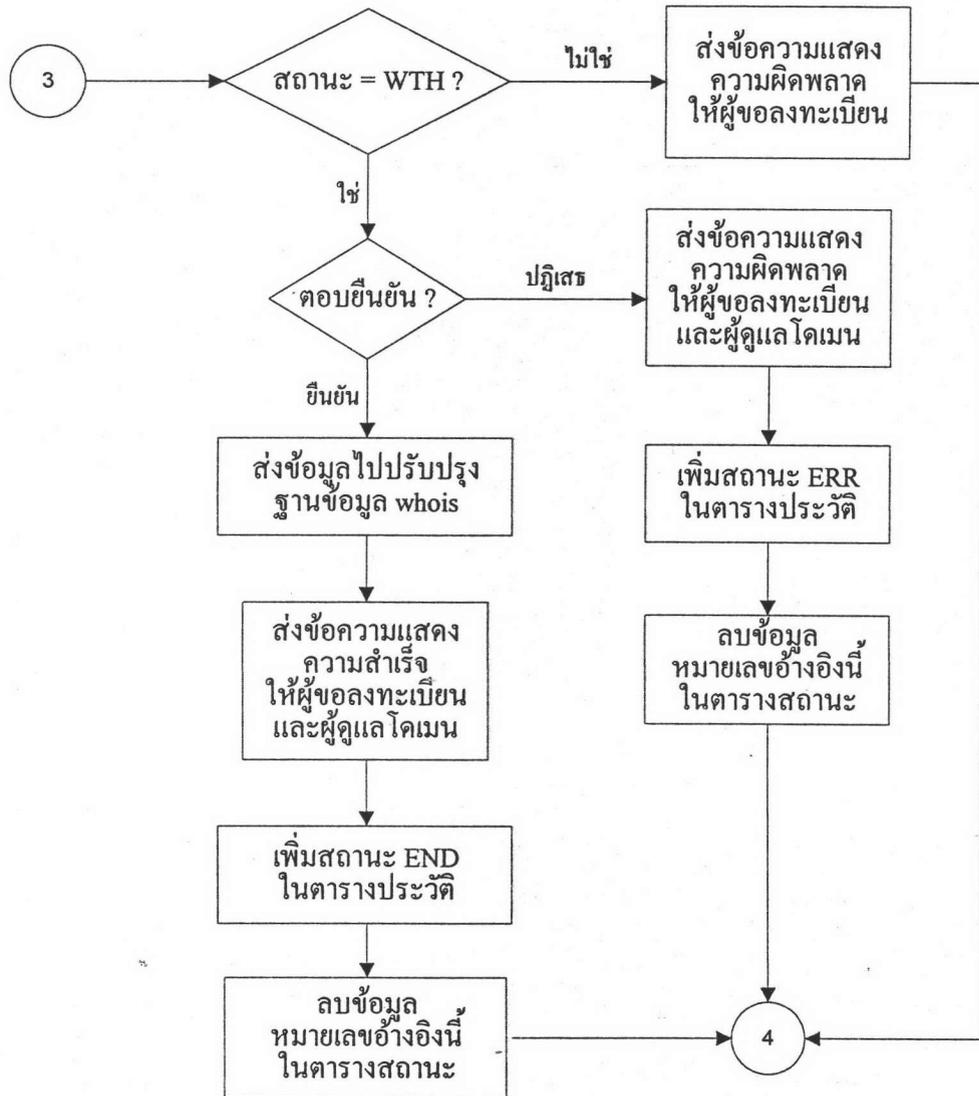 3
สถานะ = WTH ?
ไม่ใช่
ส่งข้อความแสดง
ความผิดพลาด
ให้ผู้ขอลงทะเบียน
ใช่
ตอบยืนยัน ?
ปฏิเสธ
ส่งข้อความแสดง
ความผิดพลาด
ให้ผู้ขอลงทะเบียน
และผู้ดูแลโดเมน
ยืนยัน
ส่งข้อมูลไปปรับปรุง
ฐานข้อมูล whois
เพิ่มสถานะ ERR
ในตารางประวัติ
ส่งข้อความแสดง
ความสำเร็จ
ให้ผู้ขอลงทะเบียน
และผู้ดูแลโดเมน
ลบข้อมูล
หมายเลขอ้างอิงนี้
ในตารางสถานะ
เพิ่มสถานะ END
ในตารางประวัติ
ลบข้อมูล
หมายเลขอ้างอิงนี้
ในตารางสถานะ
4